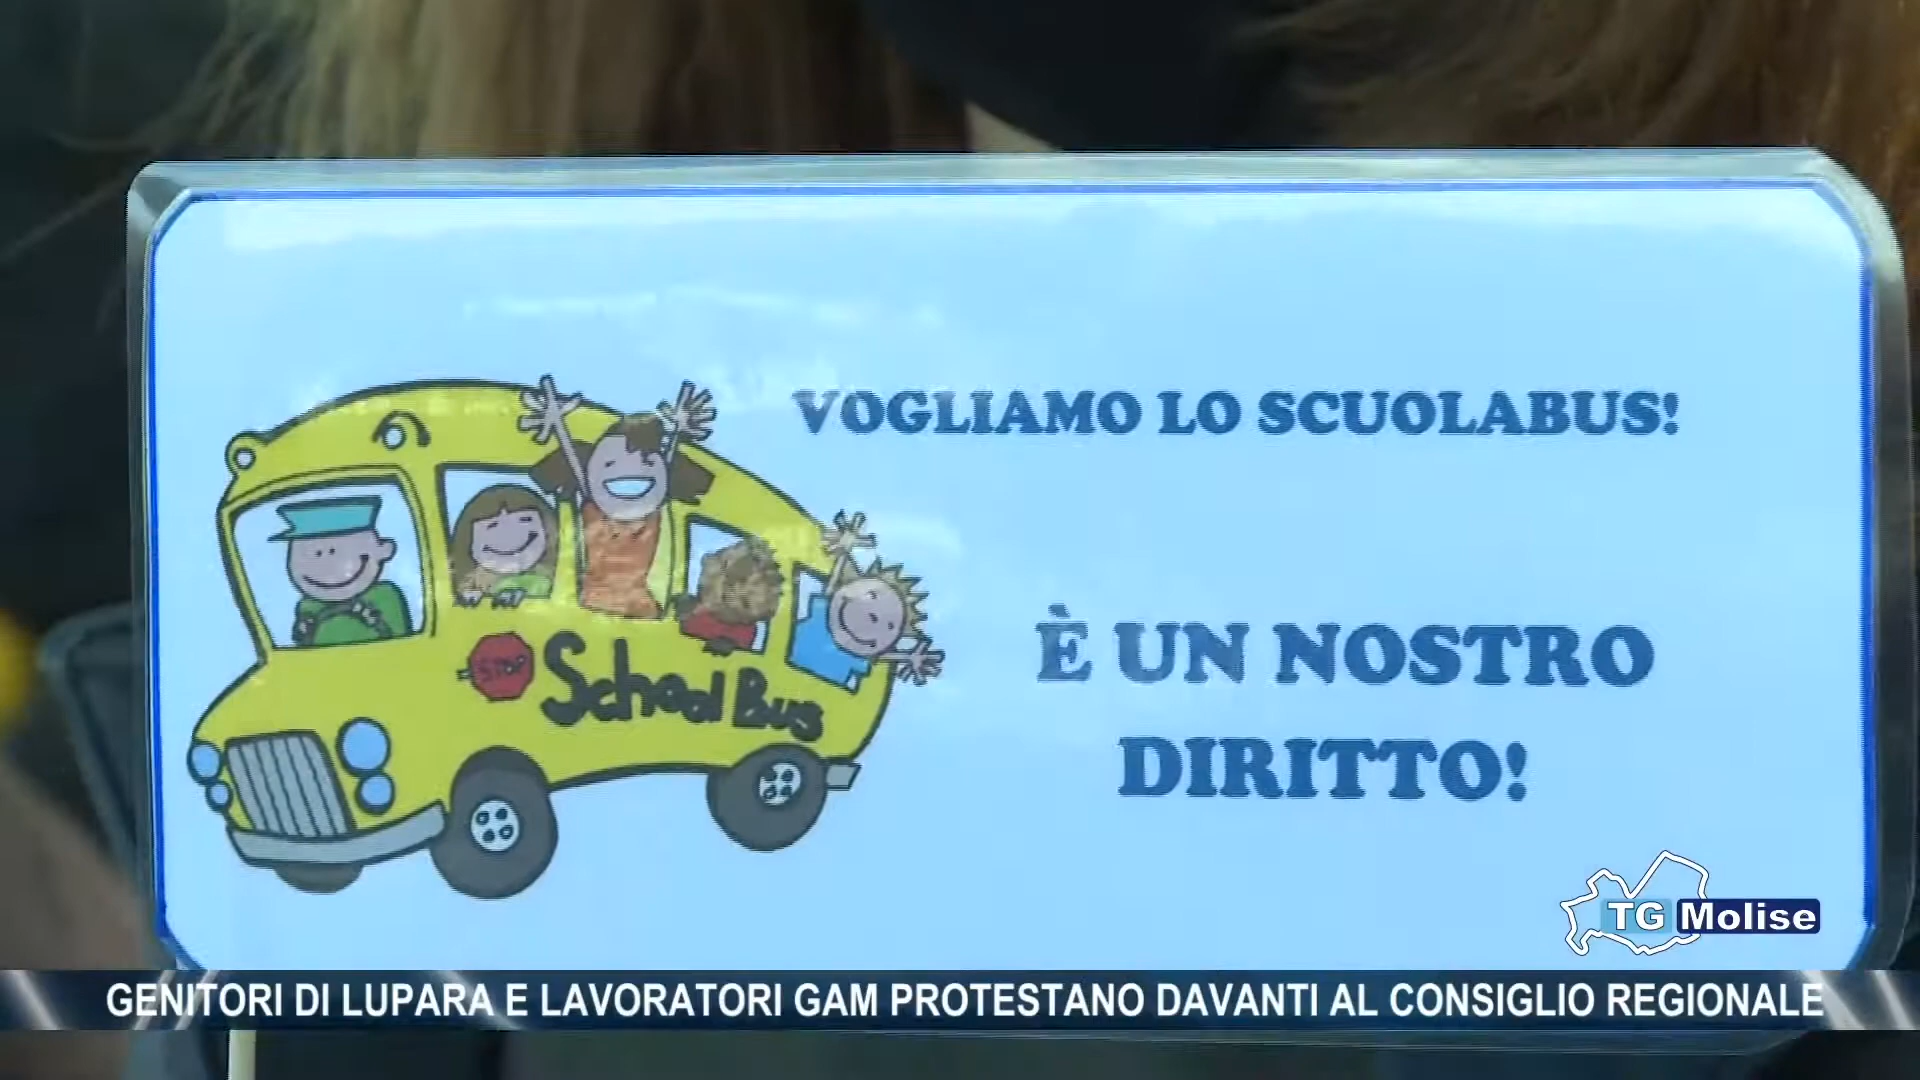 VOGLIAMO LO SCUOLABUS!
È UN NOSTRO
DIRITTO!
STOP
School Bus
TG Molise
GENITORI DI LUPARA E LAVORATORI GAM PROTESTANO DAVANTI AL CONSIGLIO REGIONALE